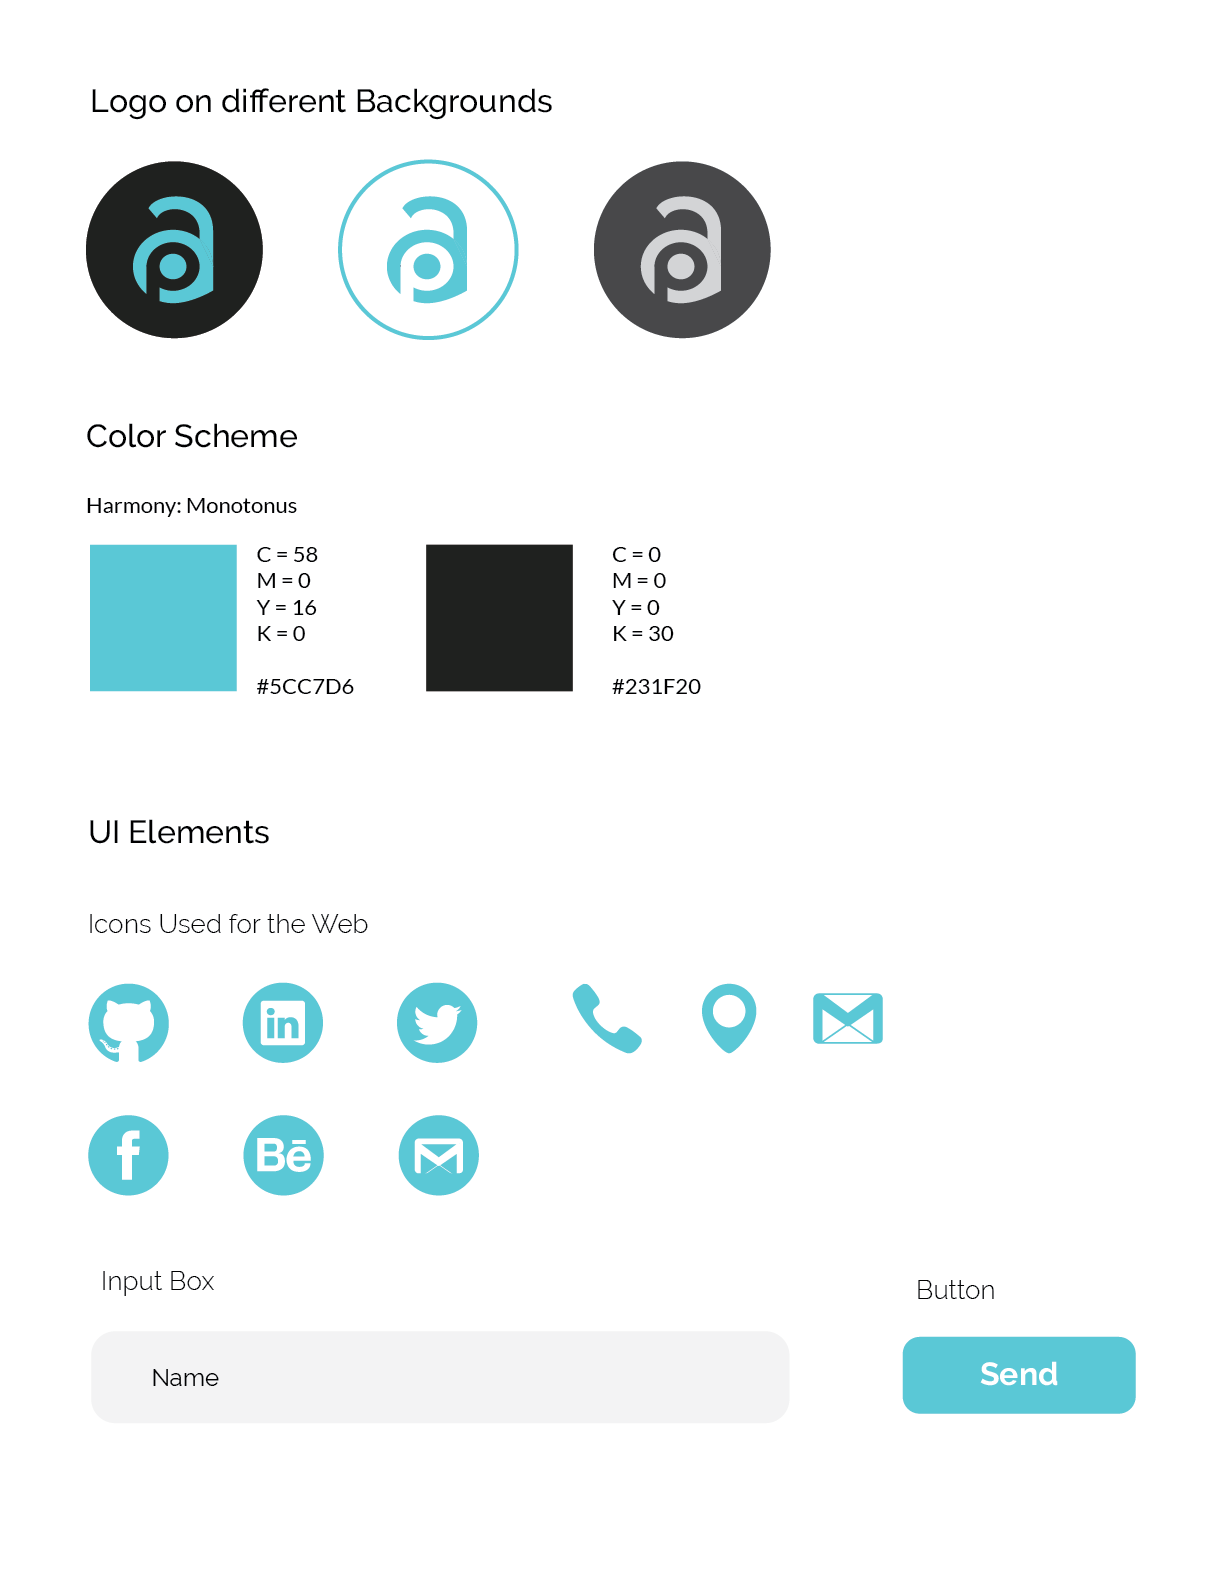 Logo on different Backgrounds
Color Scheme
Harmony: Monotonus
C = 58
M = 0
Y = 16
K = 0
#5CC7D6
C = 0
M = 0
Y = 0
K = 30
#231F20
UI Elements
Icons Used for the Web
in
f
Bē
Input Box
Name
Button
Send